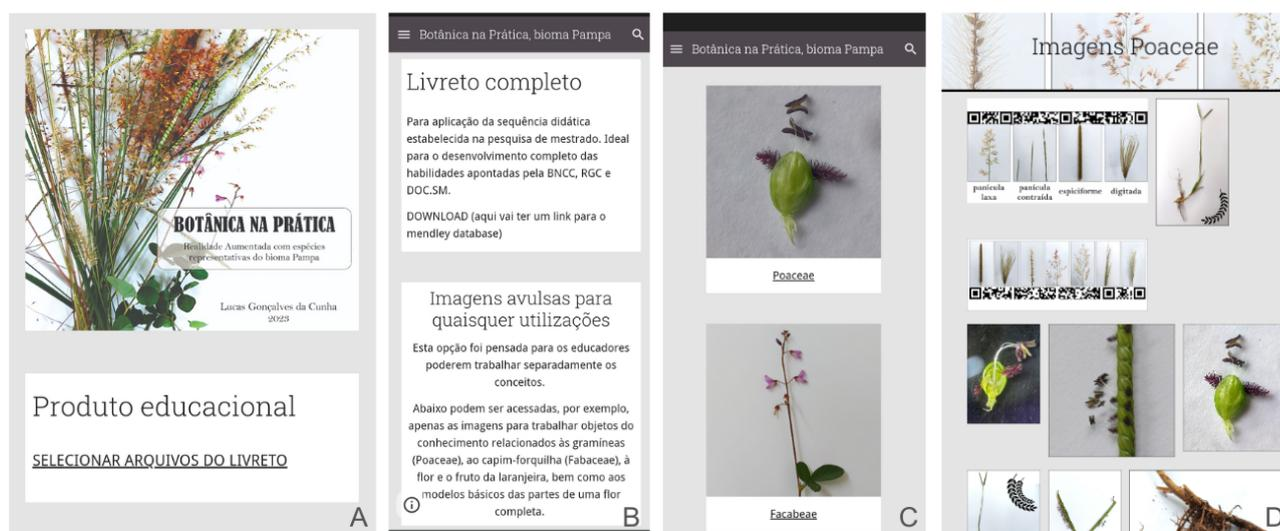 BOTÂNICA NA PRÁTICA
Realidade Aumentada com espécies
representativas do bioma Pampa
Lucas Gonçalves da Cunha
2023
Produto educacional
SELECIONAR ARQUIVOS DO LIVRETO
A
Botânica na Prática, bioma Pampa
Livreto completo
Para aplicação da sequência didática
estabelecida na pesquisa de mestrado. Ideal
para o desenvolvimento completo das
habilidades apontadas pela BNCC, RGC e
DOC.SM.
DOWNLOAD (aqui vai ter um link para o
mendley database)
Imagens avulsas para
quaisquer utilizações
Esta opção foi pensada para os educadores
poderem trabalhar separadamente os
conceitos.
Abaixo podem ser acessadas, por exemplo,
apenas as imagens para trabalhar objetos do
conhecimento relacionados às gramíneas
(Poaceae), ao capim-forquilha (Fabaceae), à
flor e o fruto da laranjeira, bem como aos
modelos básicos das partes de uma flor
completa.
B
Botânica na Prática, bioma Pampa
Poaceae
Facabeae
C
Imagens Poaceae
panícula laxa
panícula contraída
espiciforme
digitada
D